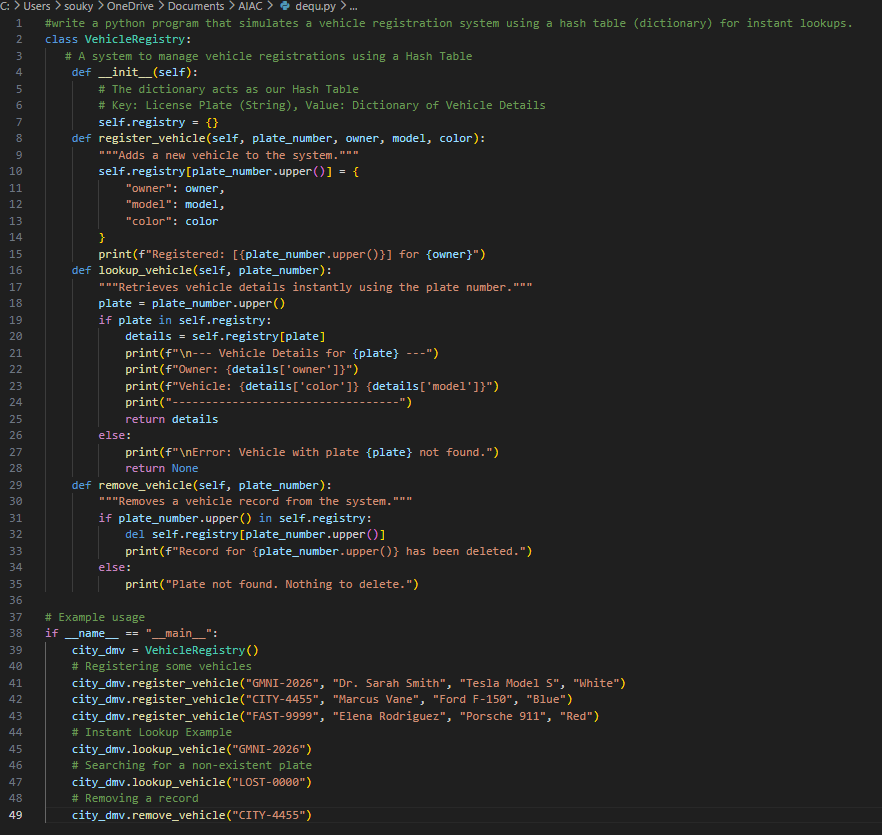 C: > Users > souky > OneDrive > Documents > AIAC > dequ.py > ...
1 #write a python program that simulates a vehicle registration system using a hash table (dictionary) for instant lookups.
2 class VehicleRegistry:
3    # A system to manage vehicle registrations using a Hash Table
4     def __init__(self):
5         # The dictionary acts as our Hash Table
6         # Key: License Plate (String), Value: Dictionary of Vehicle Details
7         self.registry = {}
8     def register_vehicle(self, plate_number, owner, model, color):
9         """Adds a new vehicle to the system."""
10         self.registry[plate_number.upper()] = {
11             "owner": owner,
12             "model": model,
13             "color": color
14         }
15         print(f"Registered: [{plate_number.upper()}] for {owner}")
16     def lookup_vehicle(self, plate_number):
17         """Retrieves vehicle details instantly using the plate number."""
18         plate = plate_number.upper()
19         if plate in self.registry:
20             details = self.registry[plate]
21             print(f"\n--- Vehicle Details for {plate} ---")
22             print(f"Owner: {details['owner']}")
23             print(f"Vehicle: {details['color']} {details['model']}")
24             print("----------------------------------")
25             return details
26         else:
27             print(f"\nError: Vehicle with plate {plate} not found.")
28             return None
29     def remove_vehicle(self, plate_number):
30         """Removes a vehicle record from the system."""
31         if plate_number.upper() in self.registry:
32             del self.registry[plate_number.upper()]
33             print(f"Record for {plate_number.upper()} has been deleted.")
34         else:
35             print("Plate not found. Nothing to delete.")
36
37 # Example usage
38 if __name__ == "__main__":
39     city_dmv = VehicleRegistry()
40     # Registering some vehicles
41     city_dmv.register_vehicle("GMNI-2026", "Dr. Sarah Smith", "Tesla Model S", "White")
42     city_dmv.register_vehicle("CITY-4455", "Marcus Vane", "Ford F-150", "Blue")
43     city_dmv.register_vehicle("FAST-9999", "Elena Rodriguez", "Porsche 911", "Red")
44     # Instant Lookup Example
45     city_dmv.lookup_vehicle("GMNI-2026")
46     # Searching for a non-existent plate
47     city_dmv.lookup_vehicle("LOST-0000")
48     # Removing a record
49     city_dmv.remove_vehicle("CITY-4455")